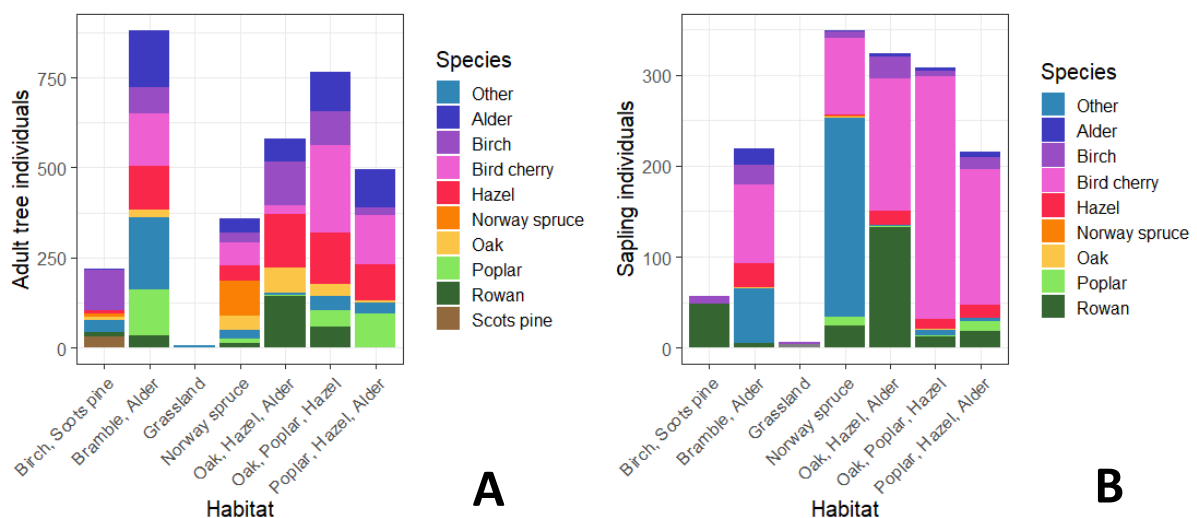 Adult tree individuals
750
500
250
0
Birch, Scots pine
Bramble, Alder
Grassland
Norway spruce
Oak, Hazel, Alder
Oak, Poplar, Hazel
Poplar, Hazel, Alder
Habitat
Species
Other
Alder
Birch
Bird cherry
Hazel
Norway spruce
Oak
Poplar
Rowan
Scots pine
A
Sapling individuals
300
200
100
0
Birch, Scots pine
Bramble, Alder
Grassland
Norway spruce
Oak, Hazel, Alder
Oak, Poplar, Hazel
Poplar, Hazel, Alder
Habitat
Species
Other
Alder
Birch
Bird cherry
Hazel
Norway spruce
Oak
Poplar
Rowan
B